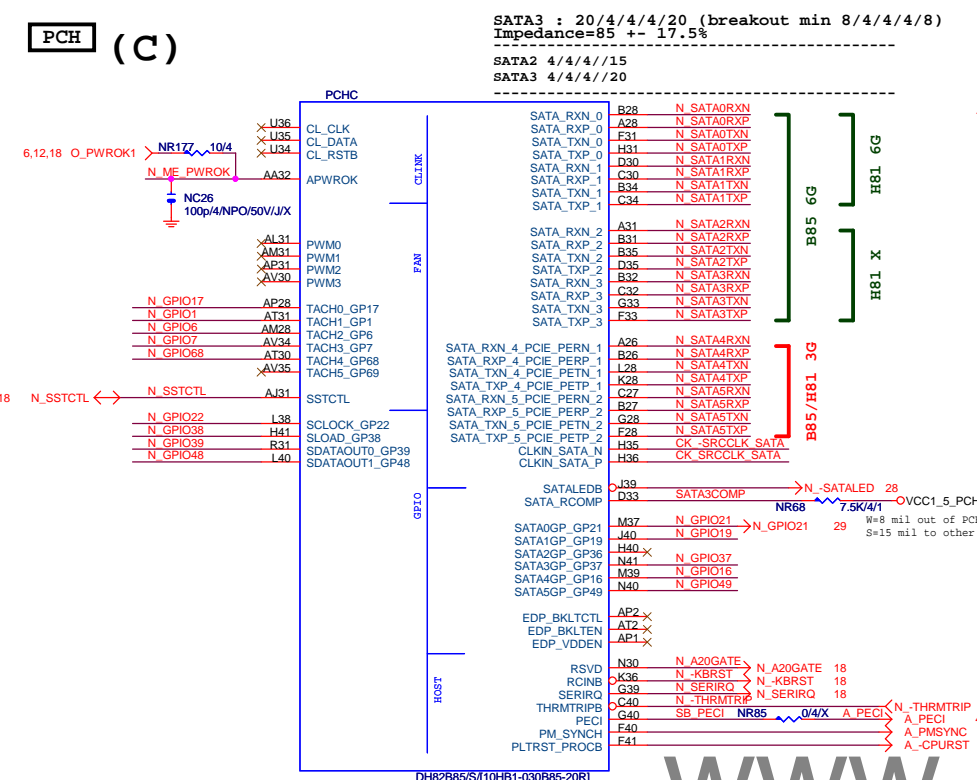 PCH (C)
SATA3 : 20/4/4/4/20 (breakout min 8/4/4/4/8)
Impedance=85 +- 17.5%
SATA2 4/4/4//15
SATA3 4/4/4//20
PCHC
6,12,18 O_PWROK1 NR177 10/4
N_ME_PWROK
NC26
100p/4/NPO/50V/J/X
U36 CL_CLK
U35 CL_DATA
U34 CL_RSTB
AA32 APWROK
CLINK
AL31 PWM0
AM31 PWM1
AP31 PWM2
AV30 PWM3
FAN
N_GPIO17 AP28 TACH0_GP17
N_GPIO1 AT31 TACH1_GP1
N_GPIO6 AM28 TACH2_GP6
N_GPIO7 AV34 TACH3_GP7
N_GPIO68 AT30 TACH4_GP68
AV35 TACH5_GP69
18 N_SSTCTL N_SSTCTL AJ31 SSTCTL
N_GPIO22 L38 SCLOCK_GP22
N_GPIO38 H41 SLOAD_GP38
N_GPIO39 R31 SDATAOUT0_GP39
N_GPIO48 L40 SDATAOUT1_GP48
GPIO
HOST
SATA_RXN_0 B28 N_SATA0RXN
SATA_RXP_0 A28 N_SATA0RXP
SATA_TXN_0 F31 N_SATA0TXN
SATA_TXP_0 H31 N_SATA0TXP
SATA_RXN_1 D30 N_SATA1RXN
SATA_RXP_1 C30 N_SATA1RXP
SATA_TXN_1 B34 N_SATA1TXN
SATA_TXP_1 C34 N_SATA1TXP
SATA_RXN_2 A31 N_SATA2RXN
SATA_RXP_2 B31 N_SATA2RXP
SATA_TXN_2 B35 N_SATA2TXN
SATA_TXP_2 D35 N_SATA2TXP
SATA_RXN_3 B32 N_SATA3RXN
SATA_RXP_3 C32 N_SATA3RXP
SATA_TXN_3 G33 N_SATA3TXN
SATA_TXP_3 F33 N_SATA3TXP
B85 6G
H81 6G
H81 X
SATA_RXN_4_PCIE_PERN_1 A26 N_SATA4RXN
SATA_RXP_4_PCIE_PERP_1 B26 N_SATA4RXP
SATA_TXN_4_PCIE_PETN_1 L28 N_SATA4TXN
SATA_TXP_4_PCIE_PETP_1 K28 N_SATA4TXP
SATA_RXN_5_PCIE_PERN_2 C27 N_SATA5RXN
SATA_RXP_5_PCIE_PERP_2 B27 N_SATA5RXP
SATA_TXN_5_PCIE_PETN_2 G28 N_SATA5TXN
SATA_TXP_5_PCIE_PETP_2 F28 N_SATA5TXP
B85/H81 3G
CLKIN_SATA_N H35 CK_-SRCCLK_SATA
CLKIN_SATA_P H36 CK_SRCCLK_SATA
SATALEDB J39 N_-SATALED 28
SATA_RCOMP D33 SATA3COMP NR68 7.5K/4/1 VCC1_5_PCH
W=8 mil out of PC
S=15 mil to other
SATA0GP_GP21 M37 N_GPIO21 N_GPIO21 29
SATA1GP_GP19 J40 N_GPIO19
SATA2GP_GP36 H40
SATA3GP_GP37 N41 N_GPIO37
SATA4GP_GP16 M39 N_GPIO16
SATA5GP_GP49 N40 N_GPIO49
EDP_BKLTCTL AP2
EDP_BKLTEN AT2
EDP_VDDEN AP1
RSVD N30 N_A20GATE N_A20GATE 18
RCINB K36 N_-KBRST N_-KBRST 18
SERIRQ G39 N_SERIRQ N_SERIRQ 18
THRMTRIPB C40 N_-THRMTRIP N_-THRMTRIP
PECI G40 SB_PECI NR85 0/4/X A_PECI A_PECI 4
PM_SYNCH F40 A_PMSYNC
PLTRST_PROCB F41 A_-CPURST
DH82B85/S/[10HB1-030B85-20R]
www